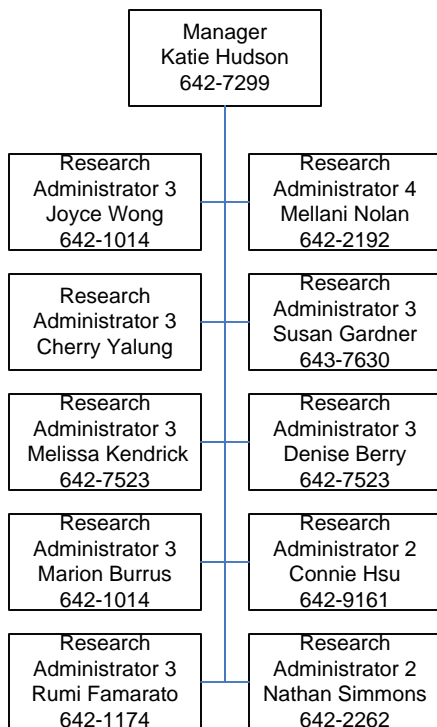 Manager
Katie Hudson
642-7299
Research
Administrator 3
Joyce Wong
642-1014
Research
Administrator 4
Mellani Nolan
642-2192
Research
Administrator 3
Cherry Yalung
Research
Administrator 3
Susan Gardner
643-7630
Research
Administrator 3
Melissa Kendrick
642-7523
Research
Administrator 3
Denise Berry
642-7523
Research
Administrator 3
Marion Burrus
642-1014
Research
Administrator 2
Connie Hsu
642-9161
Research
Administrator 3
Rumi Famarato
642-1174
Research
Administrator 2
Nathan Simmons
642-2262